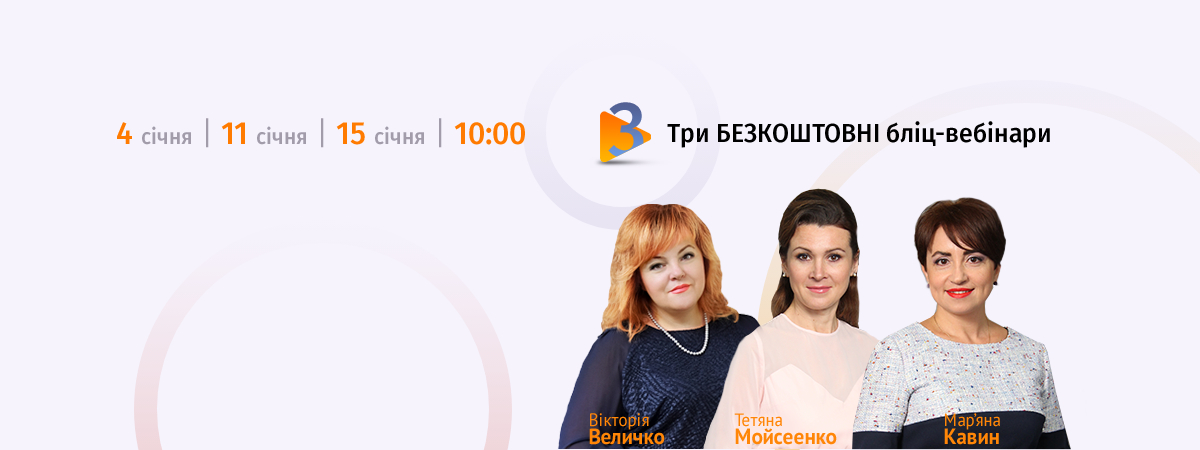 4 січня | 11 січня | 15 січня | 10:00
3
Три БЕЗКОШТОВНІ бліц-вебінари
Вікторія
Величко
Тетяна
Мойсеенко
Мар'яна
Кавин